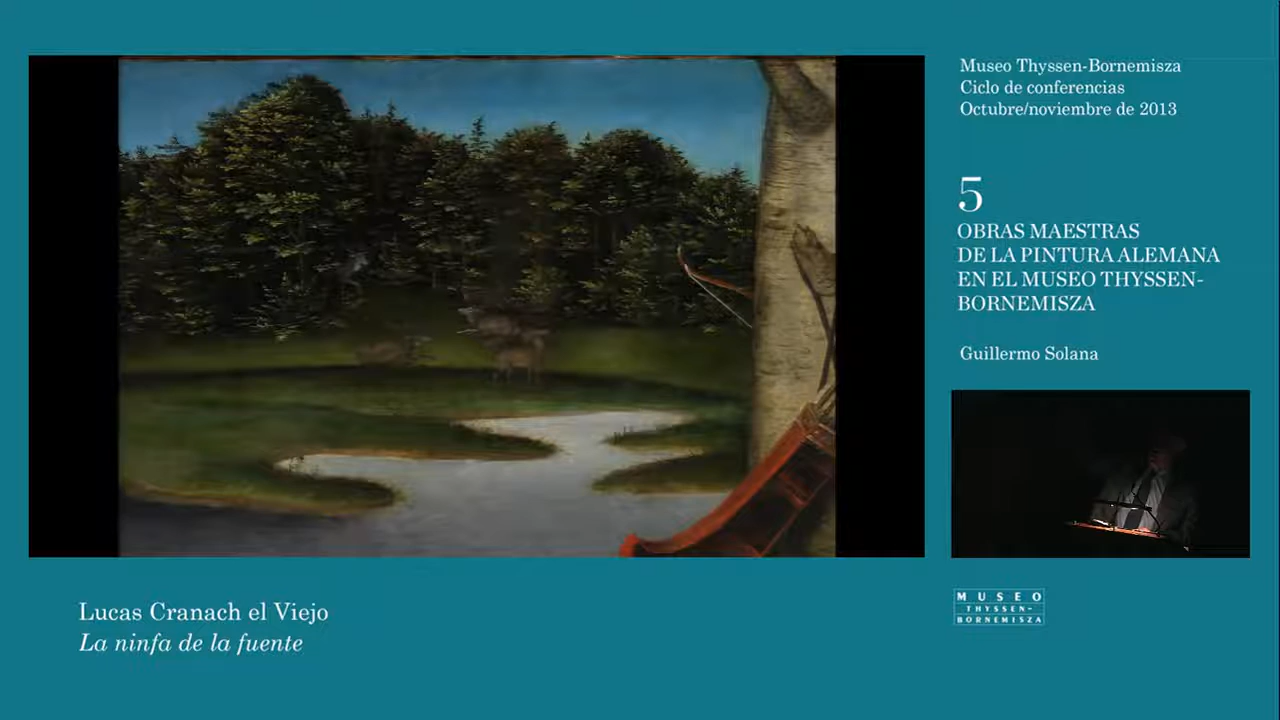 Museo Thyssen-Bornemisza
Ciclo de conferencias
Octubre/noviembre de 2013
5
OBRAS MAESTRAS
DE LA PINTURA ALEMANA
EN EL MUSEO THYSSEN-
BORNEMISZA
Guillermo Solana
Lucas Cranach el Viejo
La ninfa de la fuente
MUSEO
THYSSEN-
BORNEMISZA